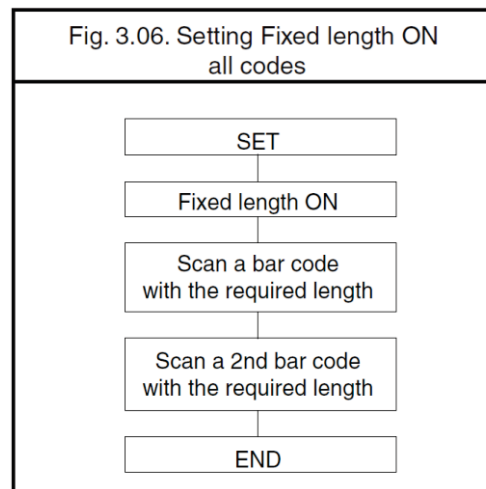 Fig. 3.06. Setting Fixed length ON
all codes
SET
Fixed length ON
Scan a bar code
with the required length
Scan a 2nd bar code
with the required length
END